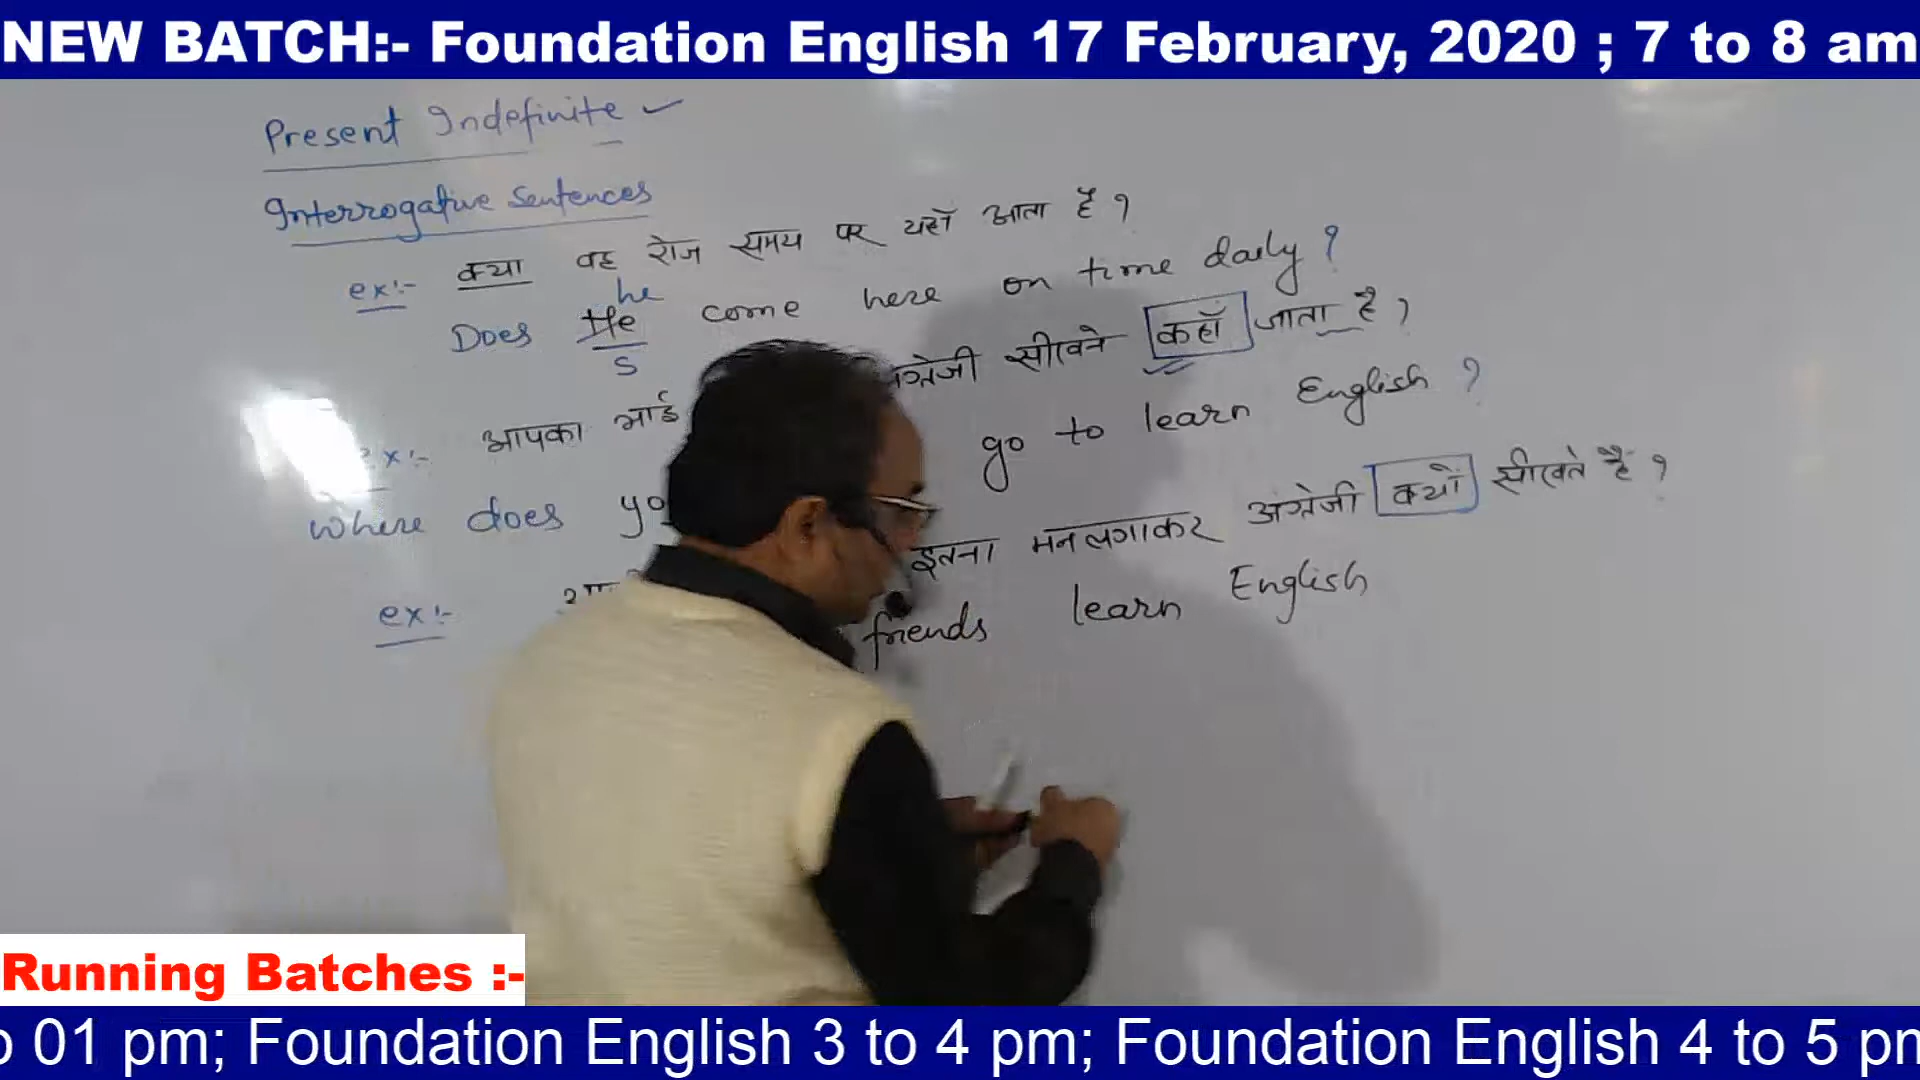 NEW BATCH:- Foundation English 17 February, 2020 ; 7 to 8 am
Present Indefinite
Interrogative Sentences
ex:- क्या वह रोज समय पर यहाँ आता है ?
he
Does He come here on time daily ?
S
ex:- आपका भाई सीखने कहाँ जाता है ?
Where does go to learn English ?
ex:- इतना मन लगाकर अंग्रेजी क्यों सीखते हैं ?
friends learn English
Running Batches :-
01 pm; Foundation English 3 to 4 pm; Foundation English 4 to 5